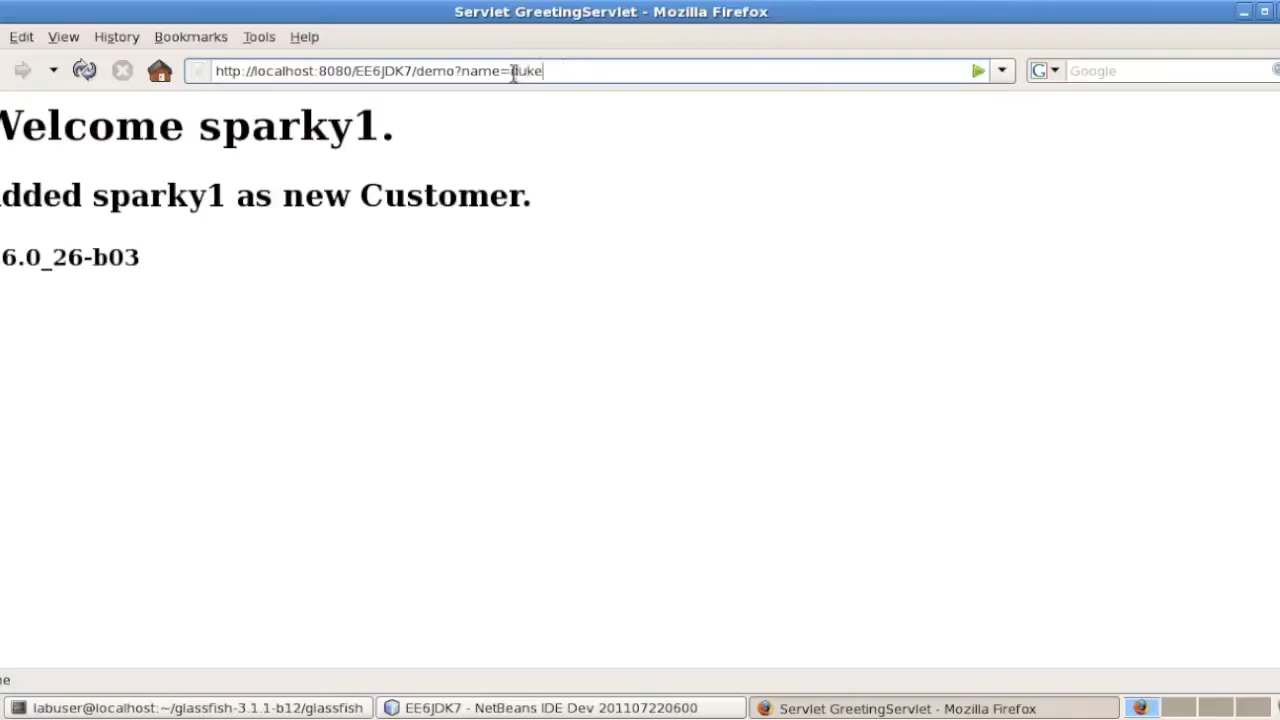 Servlet GreetingServlet - Mozilla Firefox
Edit View History Bookmarks Tools Help
http://localhost:8080/EE6JDK7/demo?name=duke
Google
Welcome sparky1.
dded sparky1 as new Customer.
6.0_26-b03
ne
labuser@localhost:~/glassfish-3.1.1-b12/glassfish
EE6JDK7 - NetBeans IDE Dev 201107220600
Servlet GreetingServlet - Mozilla Firefox